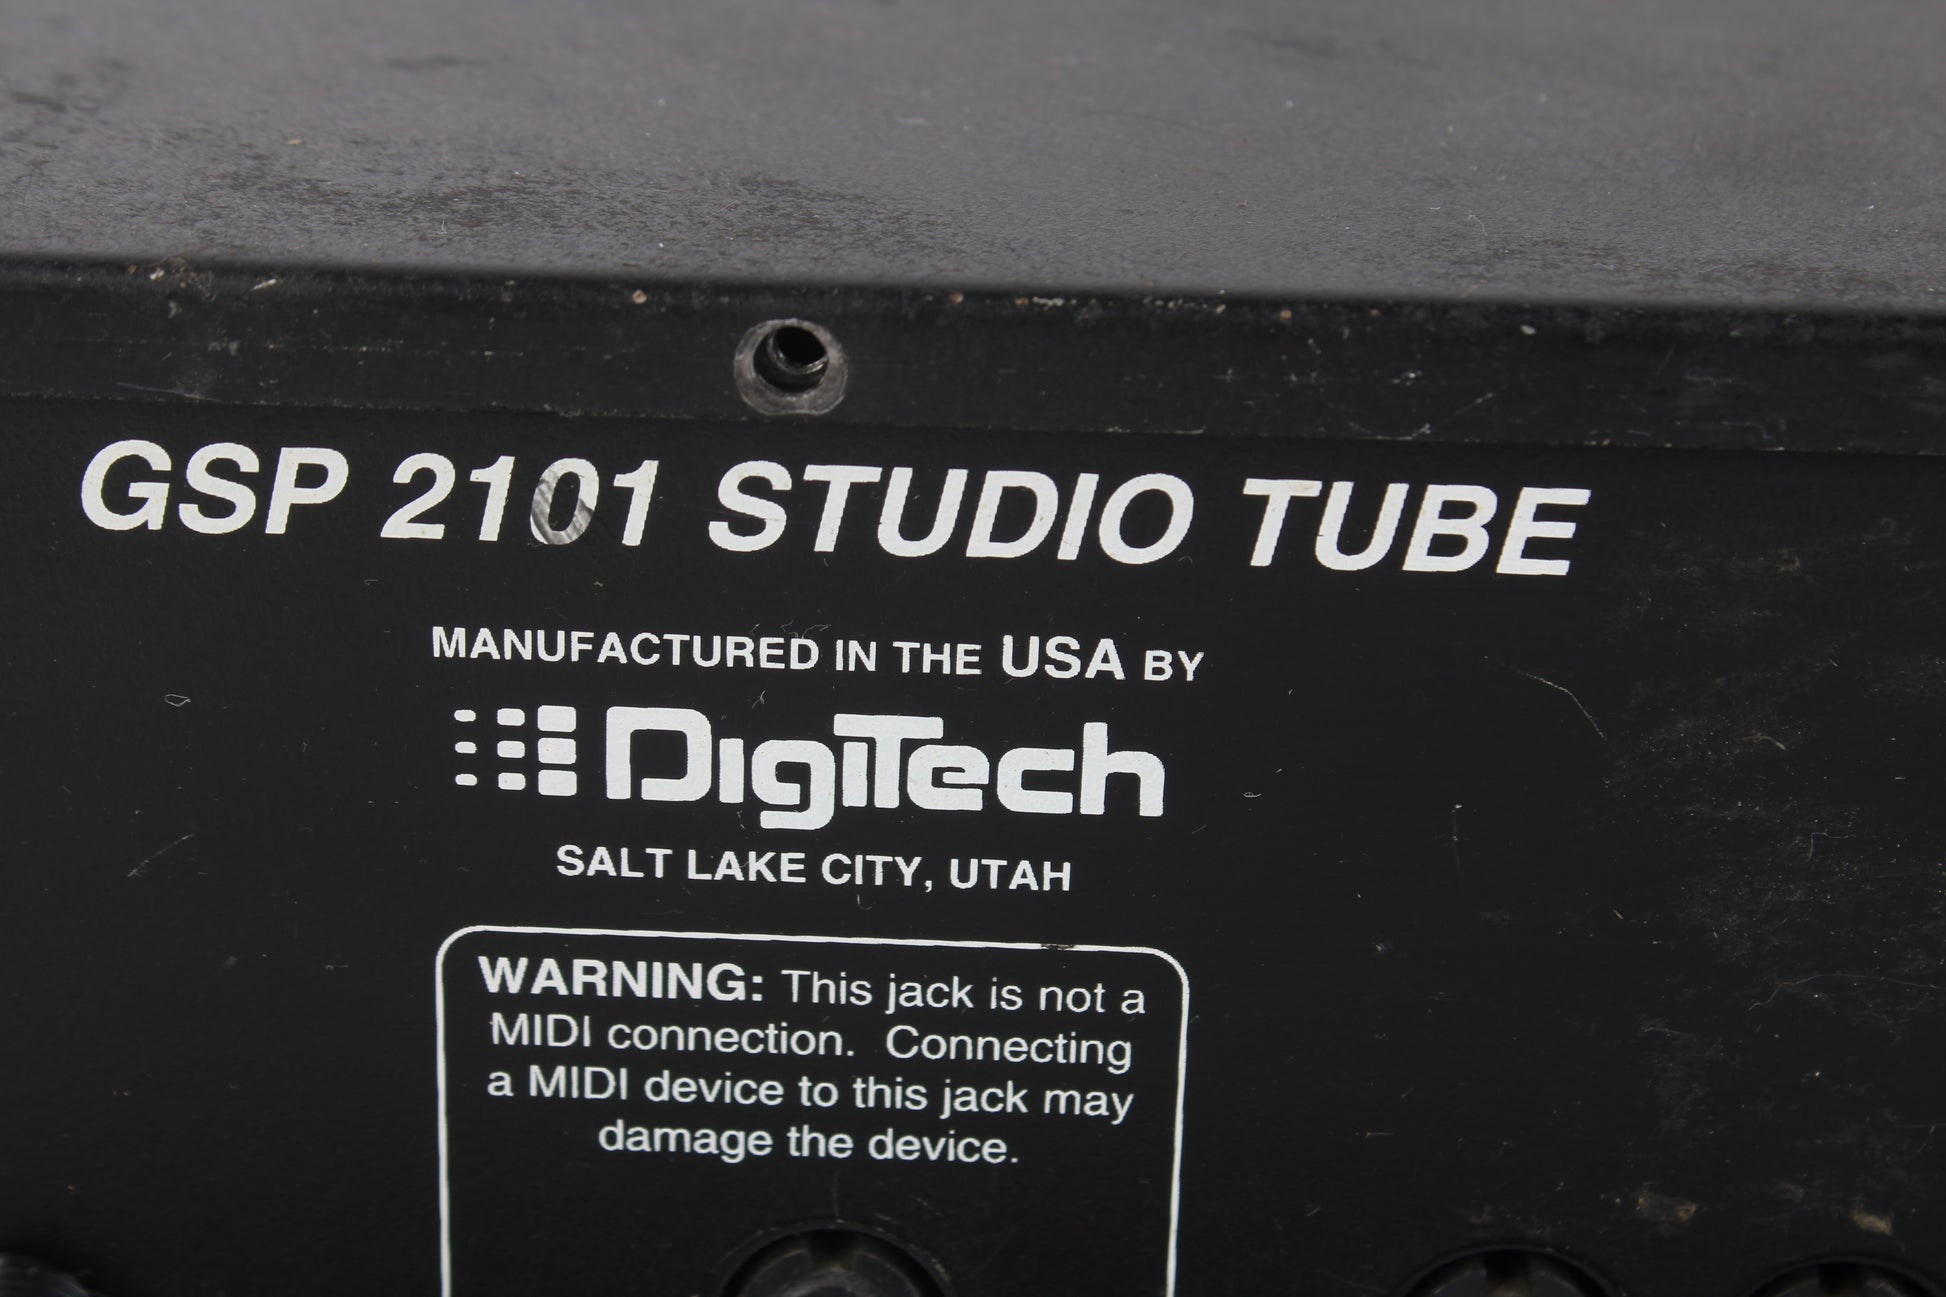 GSP 2101 STUDIO TUBE
MANUFACTURED IN THE USA BY
DigiTech
SALT LAKE CITY, UTAH
WARNING: This jack is not a
MIDI connection. Connecting
a MIDI device to this jack may
damage the device.